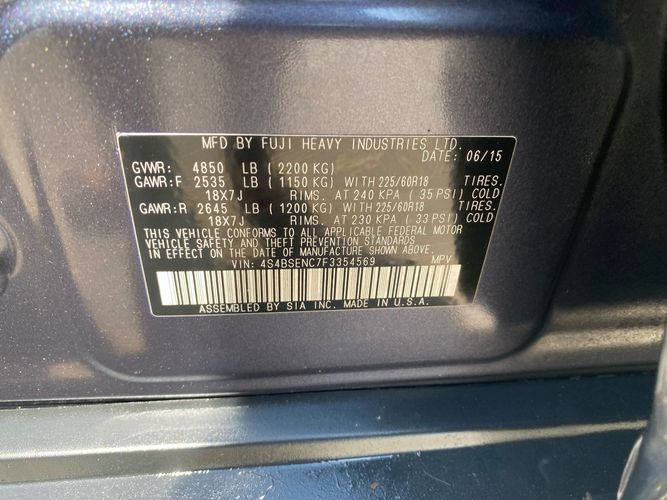 MFD BY FUJI HEAVY INDUSTRIES LTD.
DATE: 06/15
GVWR: 4850 LB (2200 KG)
GAWR:F 2535 LB (1150 KG) WITH 225/60R18 TIRES.
18X7J RIMS. AT 240 KPA (35 PSI) COLD
GAWR:R 2645 LB (1200 KG) WITH 225/60R18 TIRES.
18X7J RIMS. AT 230 KPA (33 PSI) COLD
THIS VEHICLE CONFORMS TO ALL APPLICABLE FEDERAL MOTOR
VEHICLE SAFETY AND THEFT PREVENTION STANDARDS
IN EFFECT ON THE DATE OF MANUFACTURE SHOWN ABOVE.
VIN: 4S4BSENC7F3354569 MPV
ASSEMBLED BY SIA INC. MADE IN U.S.A.